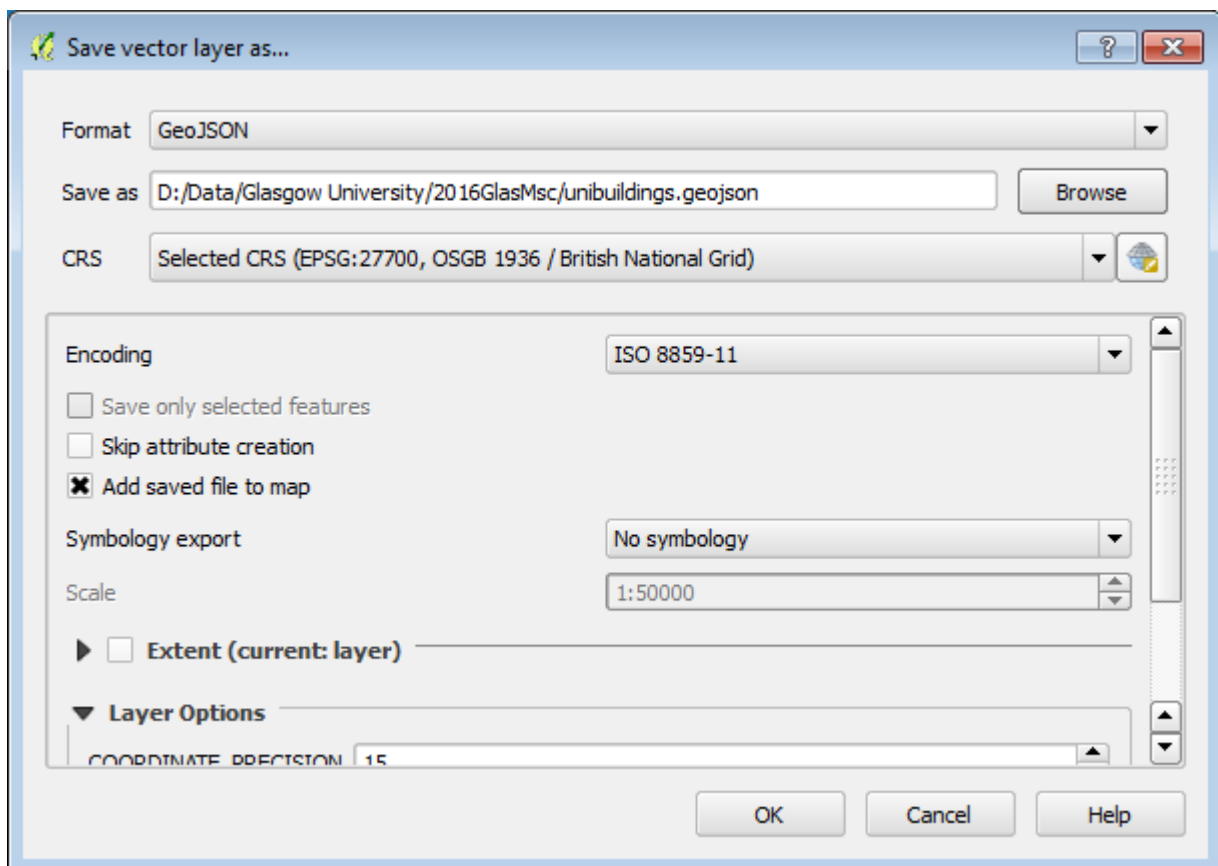 Save vector layer as...
Format GeoJSON
Save as D:/Data/Glasgow University/2016GlasMsc/unibuildings.geojson Browse
CRS Selected CRS (EPSG:27700, OSGB 1936 / British National Grid)
Encoding ISO 8859-11
Save only selected features
Skip attribute creation
Add saved file to map
Symbology export No symbology
Scale 1:50000
Extent (current: layer)
Layer Options
COORDINATE_PRECISION 15
OK Cancel Help